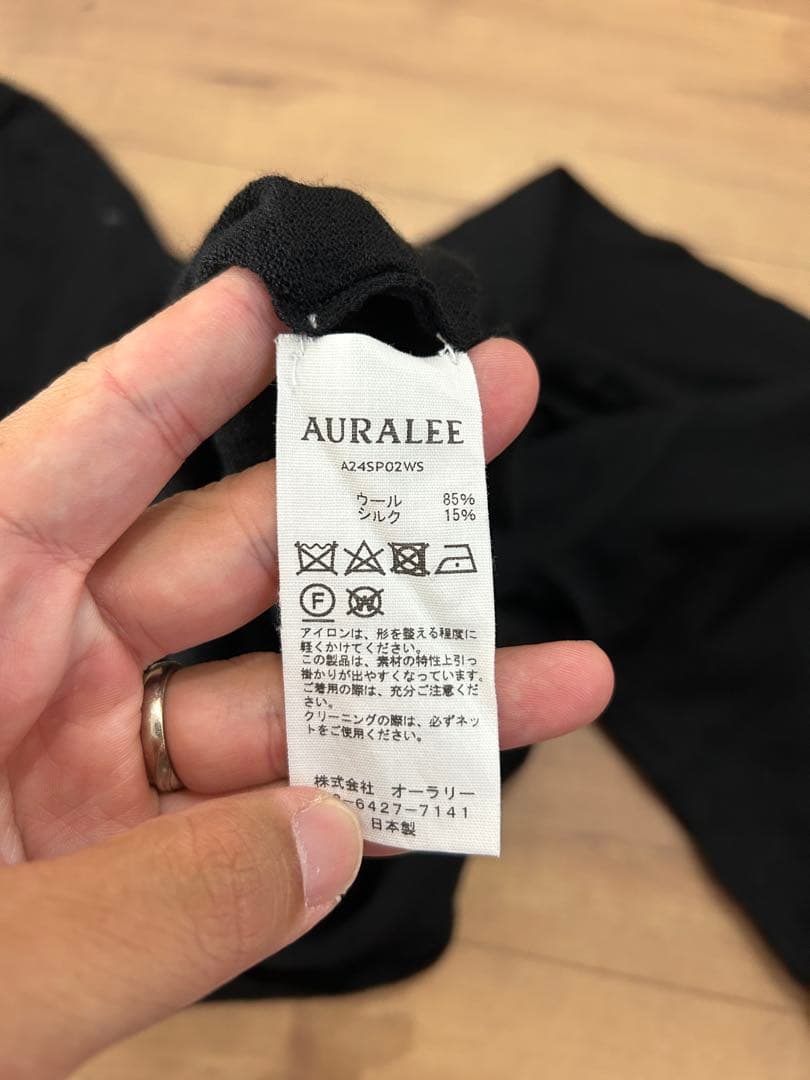 AURALEE
A24SP02WS
ウール 85%
シルク 15%
F
W
アイロンは、形を整える程度に
軽くかけてください。
この製品は、素材の特性上引っ
掛かりが出やすくなっています。
ご着用の際は、充分ご注意くだ
さい。
クリーニングの際は、必ずネッ
トをご使用ください。
株式会社 オーラリー
-6427-7141
日本製